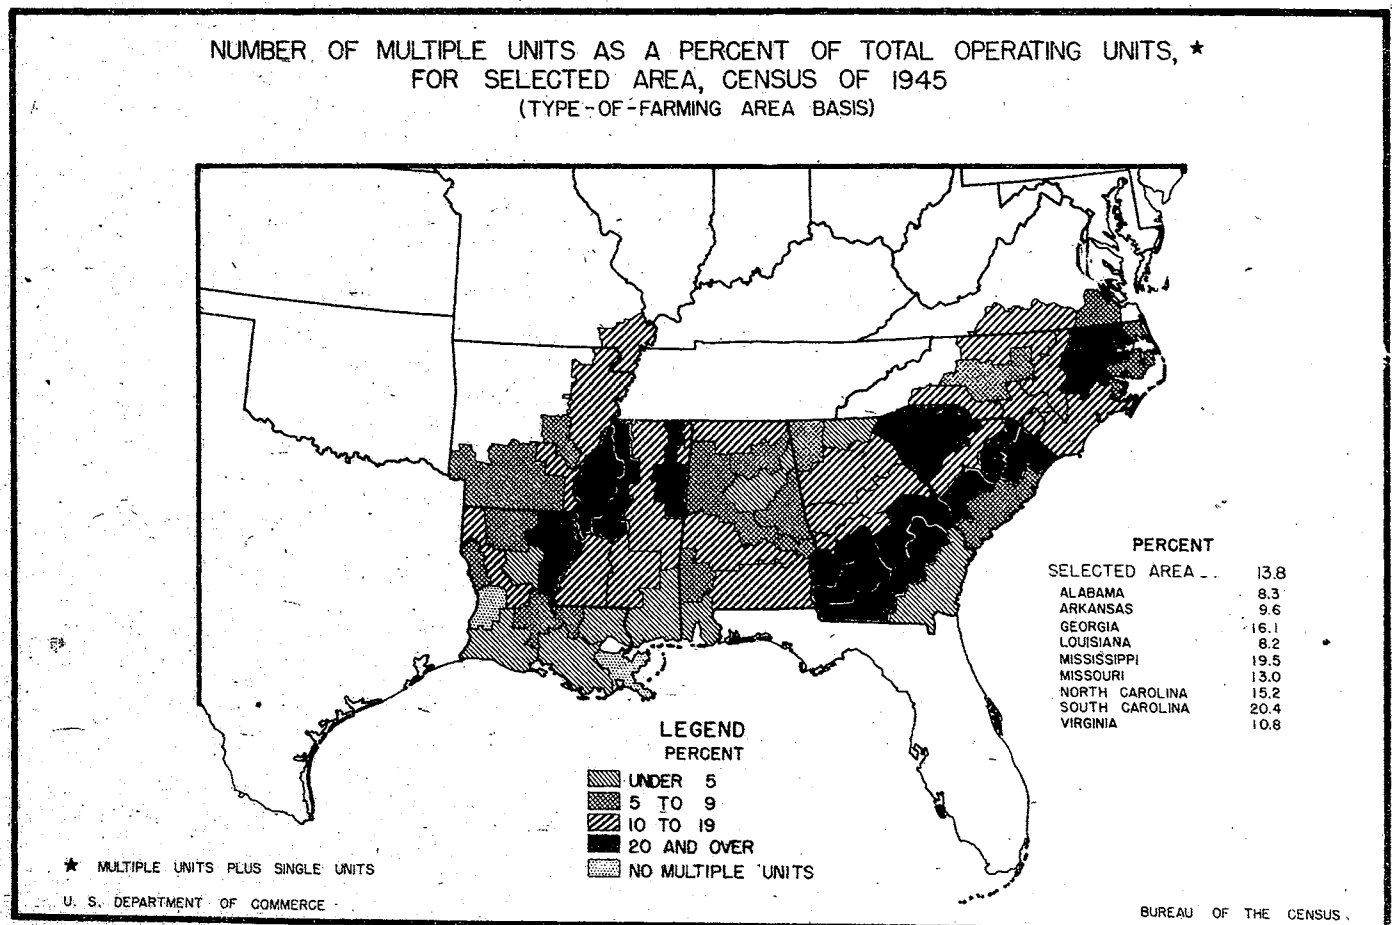 NUMBER OF MULTIPLE UNITS AS A PERCENT OF TOTAL OPERATING UNITS, ★
FOR SELECTED AREA, CENSUS OF 1945
(TYPE-OF-FARMING AREA BASIS)
PERCENT
SELECTED AREA -- 13.8
ALABAMA 8.3
ARKANSAS 9.6
GEORGIA 16.1
LOUISIANA 8.2
MISSISSIPPI 19.5
MISSOURI 13.0
NORTH CAROLINA 15.2
SOUTH CAROLINA 20.4
VIRGINIA 10.8
LEGEND
PERCENT
UNDER 5
5 TO 9
10 TO 19
20 AND OVER
NO MULTIPLE UNITS
★ MULTIPLE UNITS PLUS SINGLE UNITS
U. S. DEPARTMENT OF COMMERCE
BUREAU OF THE CENSUS